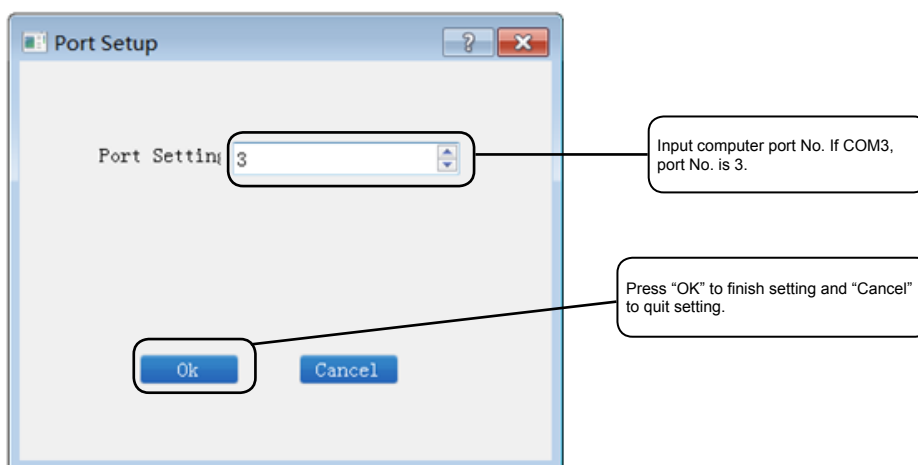 Port Setup
?
Port Settin
3
Input computer port No. If COM3,
port No. is 3.
Press “OK” to finish setting and “Cancel”
to quit setting.
Ok
Cancel